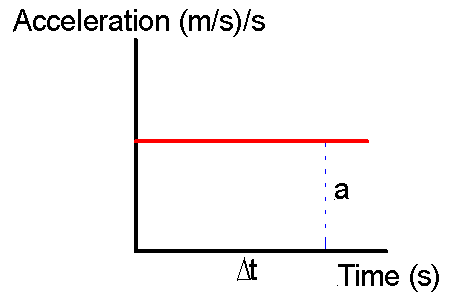 Acceleration (m/s)/s
a
Δt
Time (s)